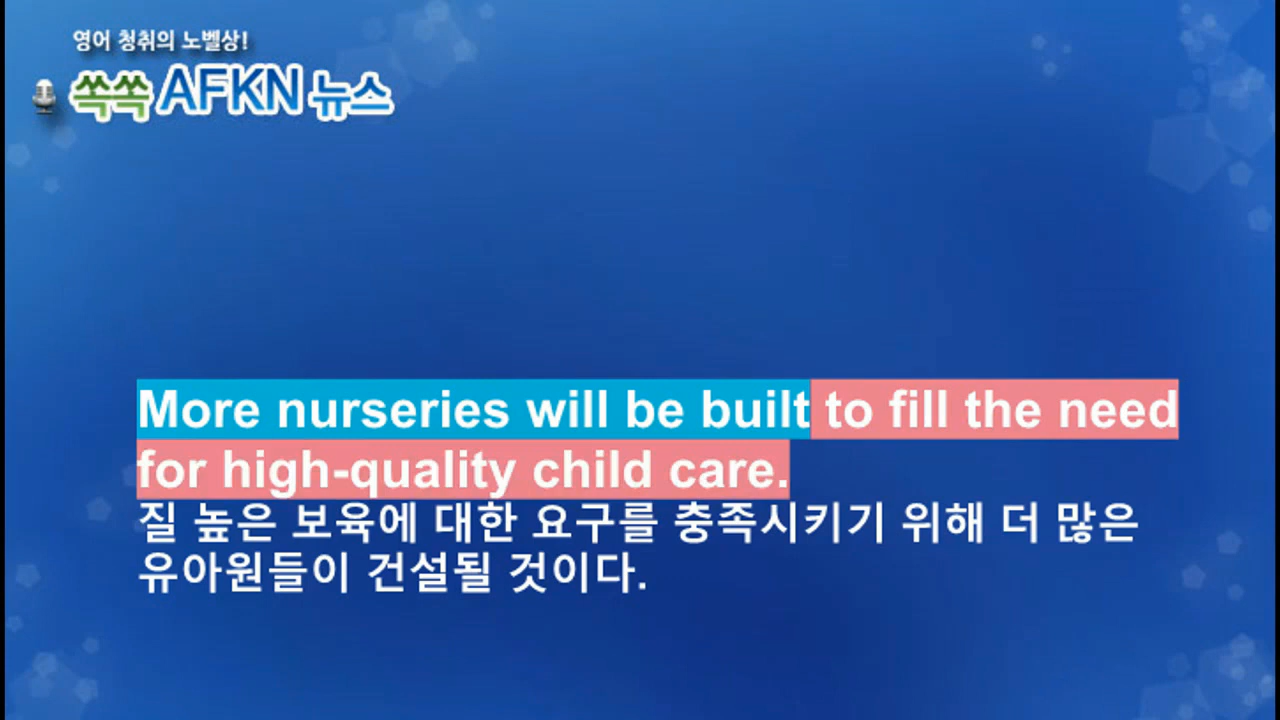 영어 청취의 노벨상!
쏙쏙 AFKN 뉴스
More nurseries will be built to fill the need
for high-quality child care.
질 높은 보육에 대한 요구를 충족시키기 위해 더 많은
유아원들이 건설될 것이다.